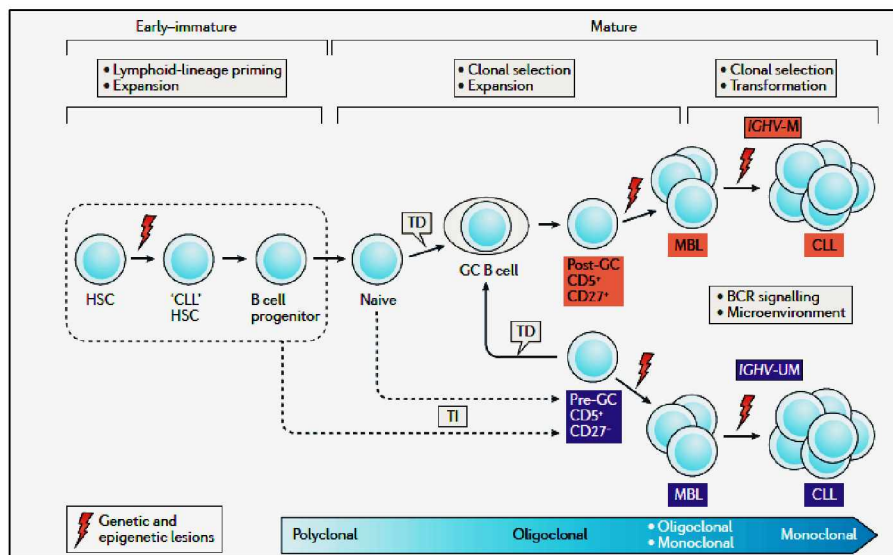 Early–immature
Mature
• Lymphoid-lineage priming
• Expansion
• Clonal selection
• Expansion
• Clonal selection
• Transformation
IGHV-M
TD
HSC
'CLL'
HSC
B cell
progenitor
Naive
GC B cell
Post-GC
CD5⁺
CD27⁺
MBL
CLL
• BCR signalling
• Microenvironment
TD
TI
Pre-GC
CD5⁺
CD27⁻
IGHV-UM
MBL
CLL
Genetic and
epigenetic lesions
Polyclonal
Oligoclonal
• Oligoclonal
• Monoclonal
Monoclonal